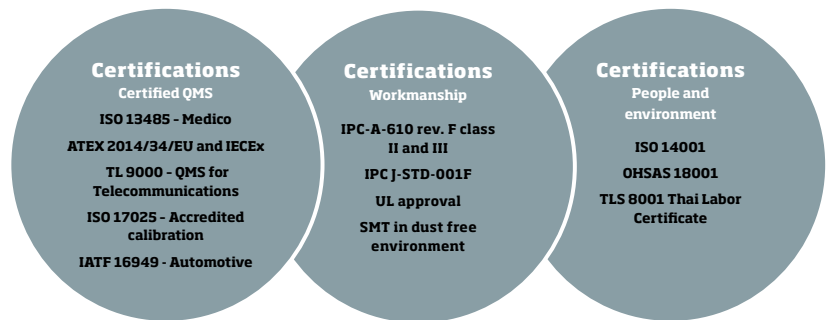 Certifications
Certified QMS
ISO 13485 – Medico
ATEX 2014/34/EU and IECEx
TL 9000 – QMS for
Telecommunications
ISO 17025 – Accredited
calibration
IATF 16949 - Automotive
Certifications
Workmanship
IPC-A-610 rev. F class
II and III
IPC J-STD-001F
UL approval
SMT in dust free
environment
Certifications
People and
environment
ISO 14001
OHSAS 18001
TLS 8001 Thai Labor
Certificate